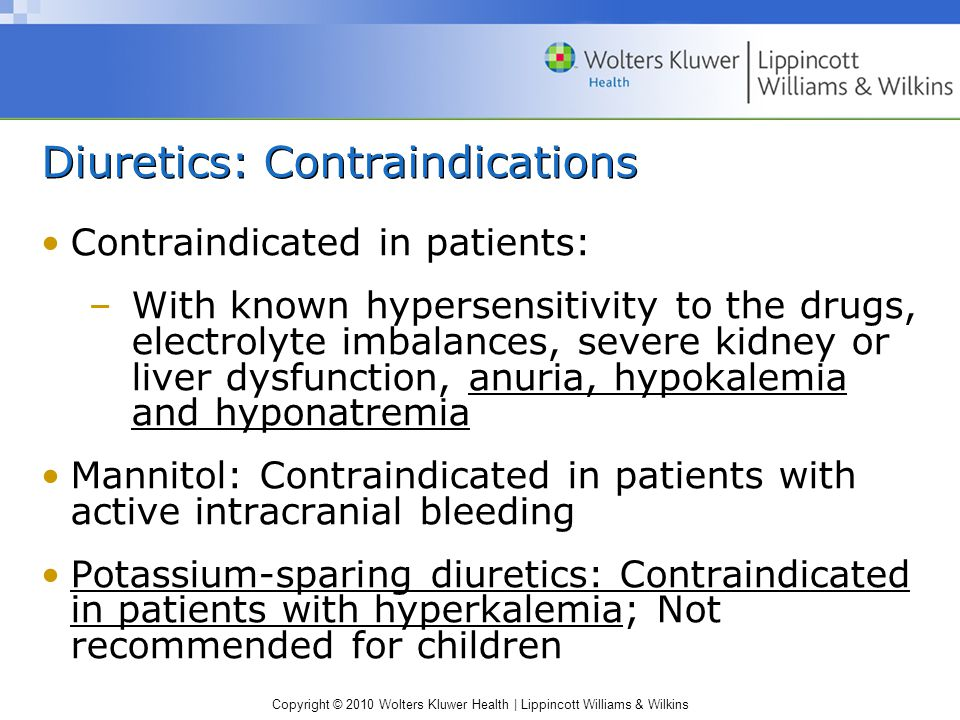 Wolters Kluwer
Health
Lippincott
Williams & Wilkins
Diuretics: Contraindications
• Contraindicated in patients:
– With known hypersensitivity to the drugs,
electrolyte imbalances, severe kidney or
liver dysfunction, anuria, hypokalemia
and hyponatremia
• Mannitol: Contraindicated in patients with
active intracranial bleeding
• Potassium-sparing diuretics: Contraindicated
in patients with hyperkalemia; Not
recommended for children
Copyright © 2010 Wolters Kluwer Health | Lippincott Williams & Wilkins